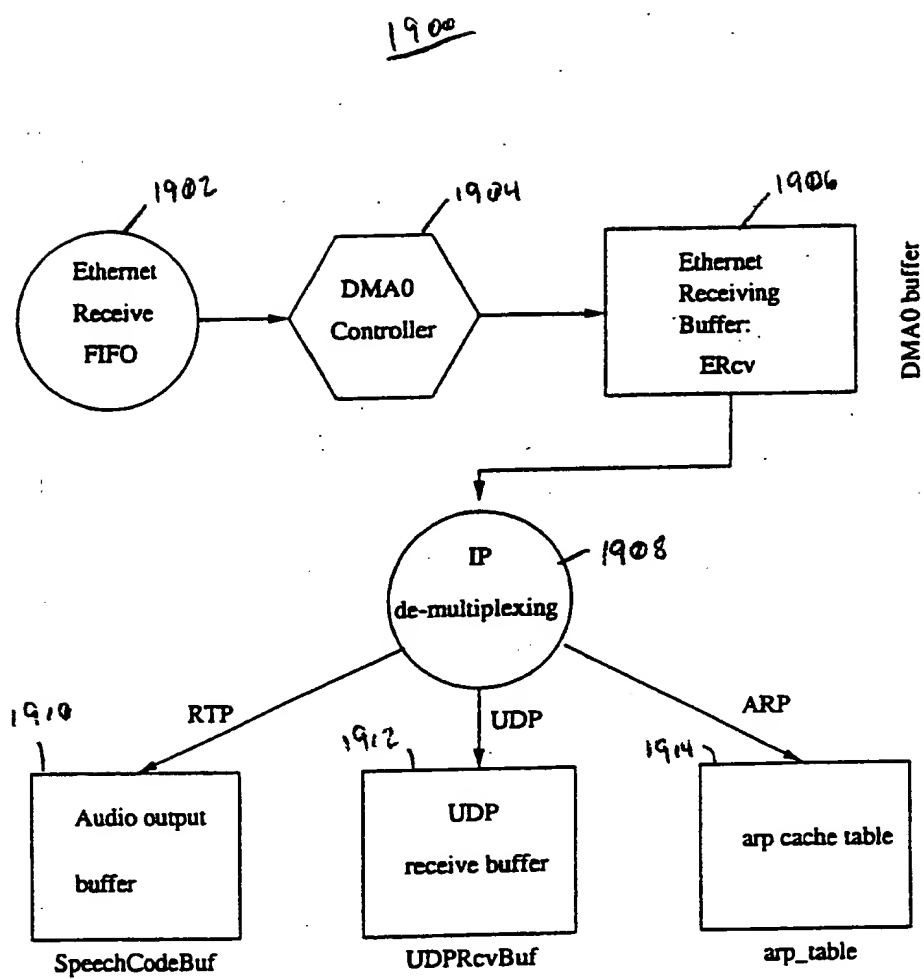 1900
1902
1904
1906
Ethernet
Receive
FIFO
DMA0
Controller
Ethernet
Receiving
Buffer:
ERcv
DMA0 buffer
IP
de-multiplexing
1908
RTP
UDP
ARP
1910
1912
1914
Audio output
buffer
UDP
receive buffer
arp cache table
SpeechCodeBuf
UDPRcvBuf
arp_table